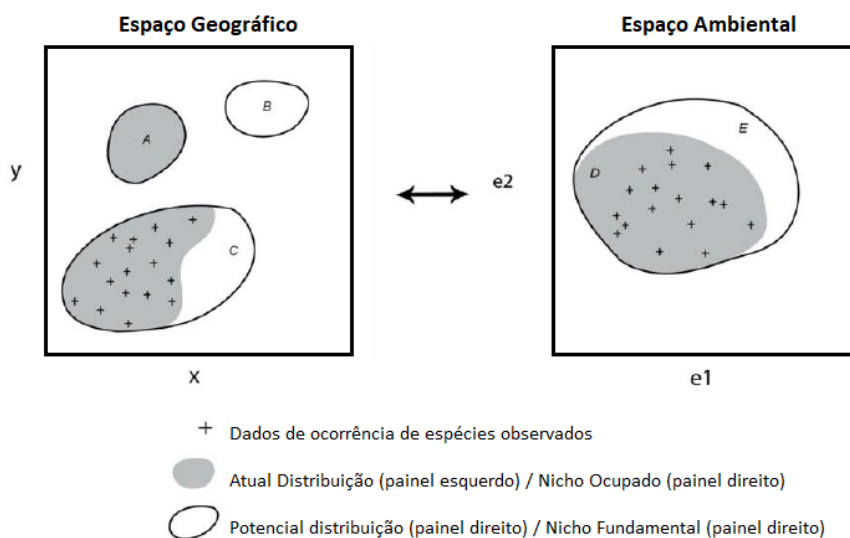 Espaço Geográfico
Espaço Ambiental
A
B
C
y
x
D
E
e2
e1
Dados de ocorrência de espécies observados
Atual Distribuição (painel esquerdo) / Nicho Ocupado (painel direito)
Potencial distribuição (painel direito) / Nicho Fundamental (painel direito)